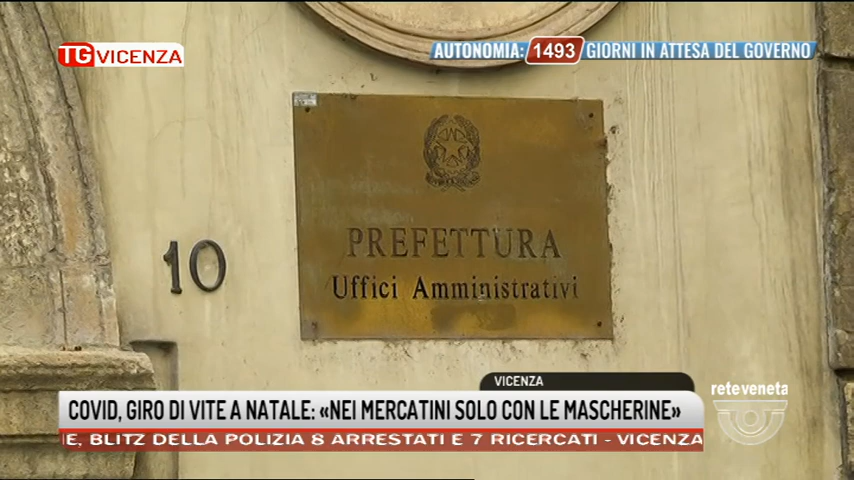 TG VICENZA
AUTONOMIA: 1493 GIORNI IN ATTESA DEL GOVERNO
PREFETTURA
Uffici Amministrativi
10
VICENZA
COVID, GIRO DI VITE A NATALE: «NEI MERCATINI SOLO CON LE MASCHERINE»
reteveneta
E, BLITZ DELLA POLIZIA 8 ARRESTATI E 7 RICERCATI - VICENZA